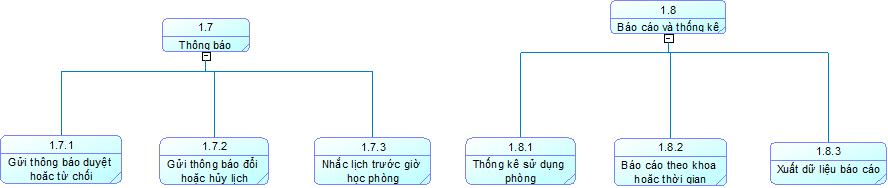 1.7
Thông báo
1.8
Báo cáo và thống kê
1.7.1
Gửi thông báo duyệt
hoặc từ chối
1.7.2
Gửi thông báo đổi
hoặc hủy lịch
1.7.3
Nhắc lịch trước giờ
học phòng
1.8.1
Thống kê sử dụng
phòng
1.8.2
Báo cáo theo khoa
hoặc thời gian
1.8.3
Xuất dữ liệu báo cáo